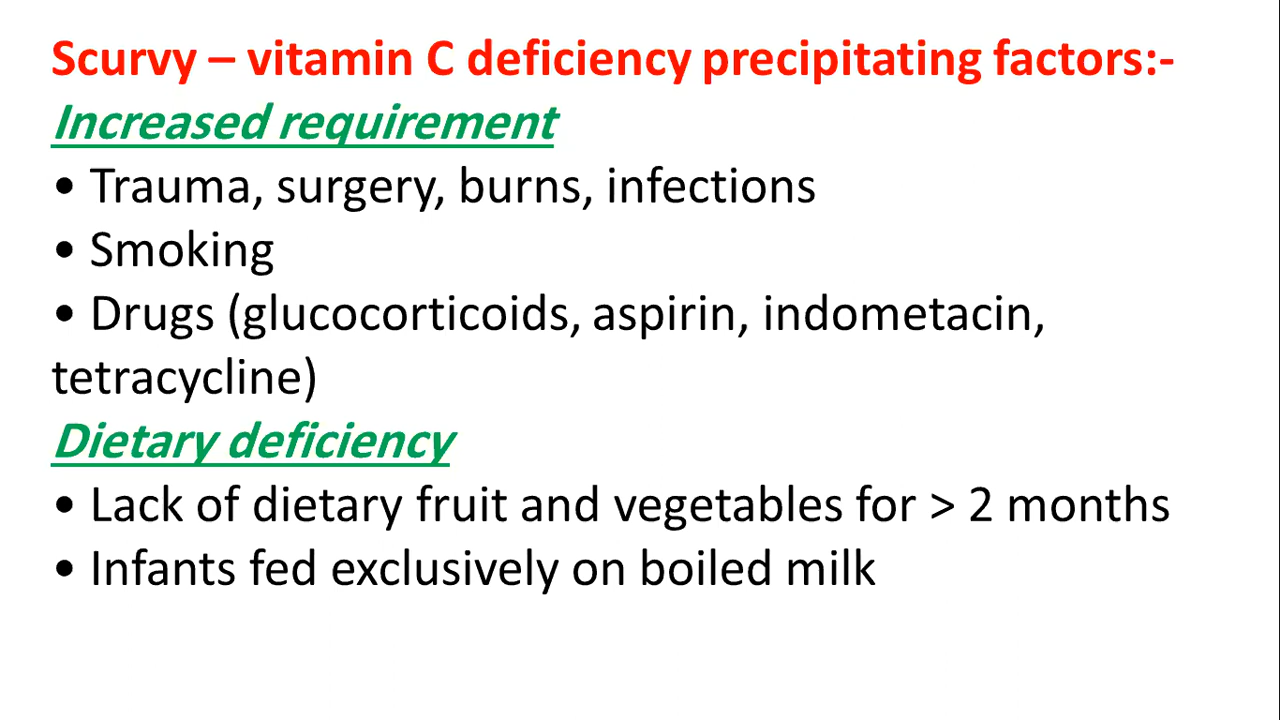 Scurvy – vitamin C deficiency precipitating factors:-
Increased requirement
• Trauma, surgery, burns, infections
• Smoking
• Drugs (glucocorticoids, aspirin, indometacin,
tetracycline)
Dietary deficiency
• Lack of dietary fruit and vegetables for > 2 months
• Infants fed exclusively on boiled milk